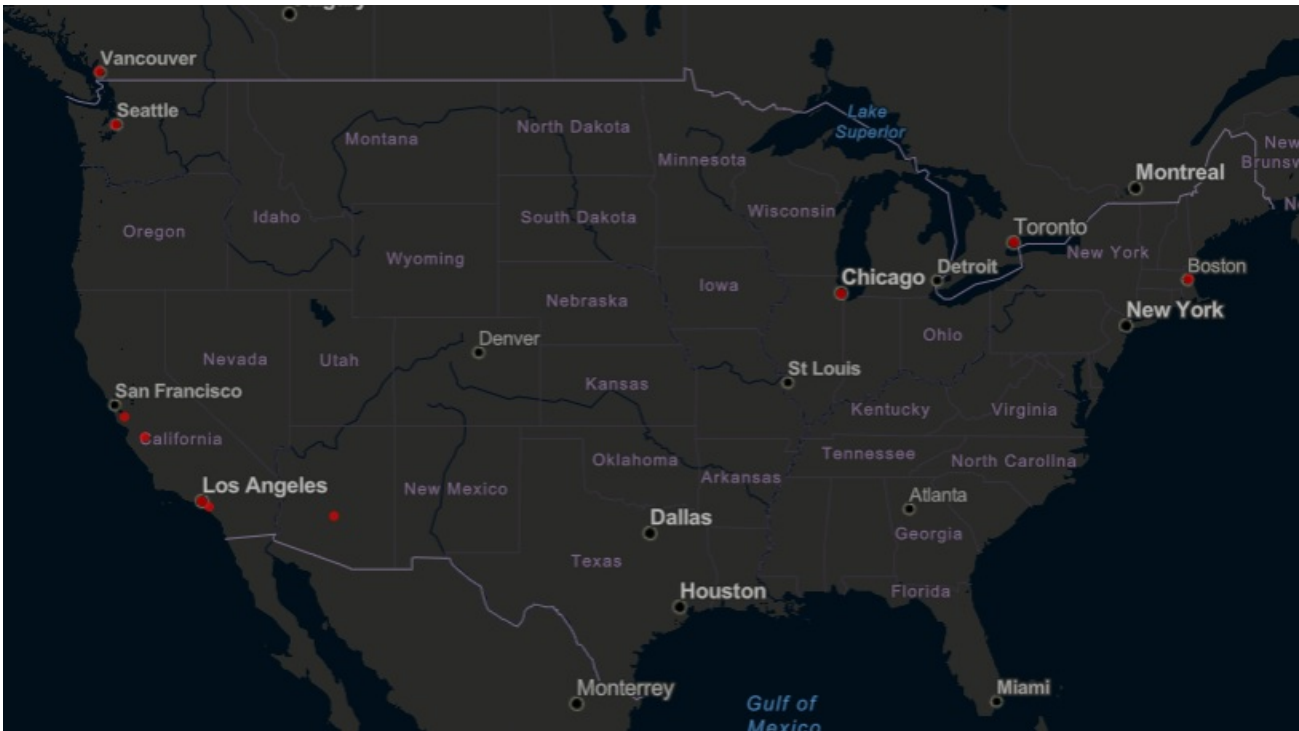 Vancouver
Seattle
Lake
Superior
North Dakota
Montana
Minnesota
New
Brunsw
Montreal
Wisconsin
South Dakota
Idaho
Oregon
Toronto
New York
Wyoming
Detroit
Boston
Chicago
Iowa
Nebraska
New York
Ohio
Denver
Nevada
Utah
St Louis
Kansas
San Francisco
Kentucky
Virginia
California
Tennessee
Oklahoma
North Carolina
Arkansas
Los Angeles
New Mexico
Atlanta
Dallas
Georgia
Texas
Houston
Florida
Monterrey
Miami
Gulf of
Mexico